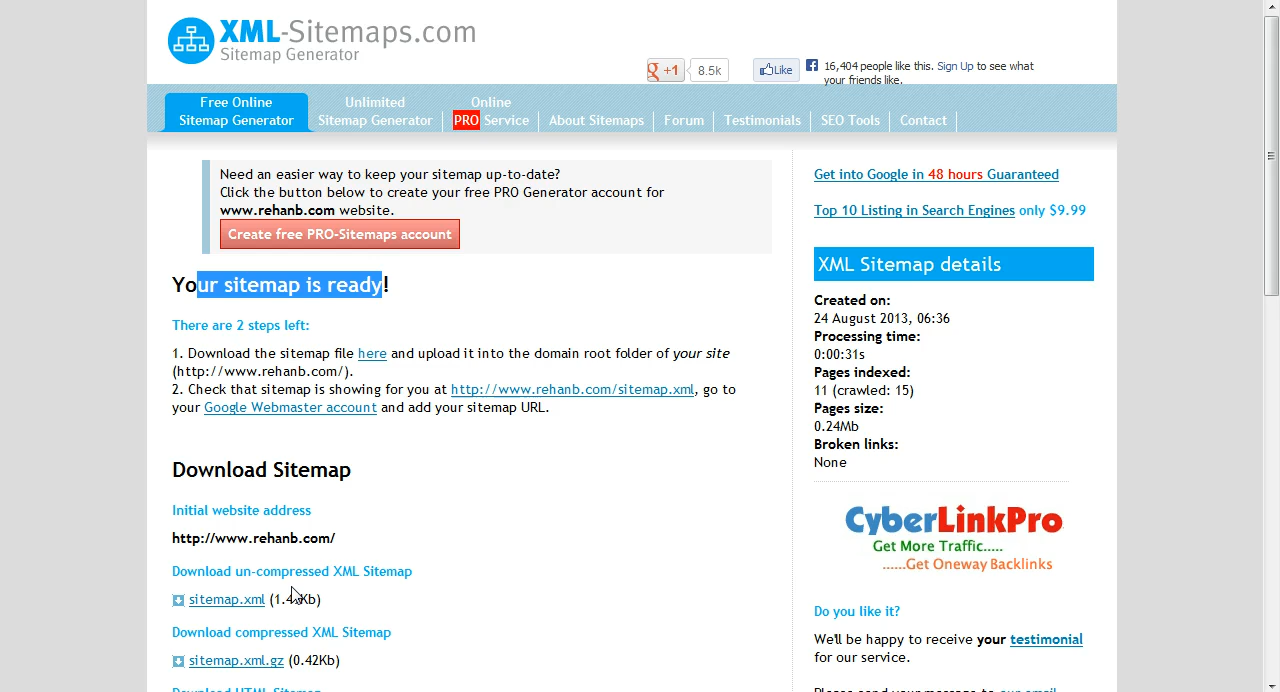 XML-Sitemaps.com
Sitemap Generator
+1 8.5k
Like
16,404 people like this. Sign Up to see what
your friends like.
Free Online
Sitemap Generator
Unlimited
Sitemap Generator
Online
PRO Service
About Sitemaps
Forum
Testimonials
SEO Tools
Contact
Need an easier way to keep your sitemap up-to-date?
Click the button below to create your free PRO Generator account for
www.rehanb.com website.
Create free PRO-Sitemaps account
Your sitemap is ready!
There are 2 steps left:
1. Download the sitemap file here and upload it into the domain root folder of your site
(http://www.rehanb.com/).
2. Check that sitemap is showing for you at http://www.rehanb.com/sitemap.xml, go to
your Google Webmaster account and add your sitemap URL.
Download Sitemap
Initial website address
http://www.rehanb.com/
Download un-compressed XML Sitemap
sitemap.xml
Download compressed XML Sitemap
sitemap.xml.gz (0.42Kb)
Download HTML Sitemap
Get into Google in 48 hours Guaranteed
Top 10 Listing in Search Engines only $9.99
XML Sitemap details
Created on:
24 August 2013, 06:36
Processing time:
0:00:31s
Pages indexed:
11 (crawled: 15)
Pages size:
0.24Mb
Broken links:
None
CyberLinkPro
Get More Traffic.....
......Get Oneway Backlinks
Do you like it?
We'll be happy to receive your testimonial
for our service.
Please send your message to our email